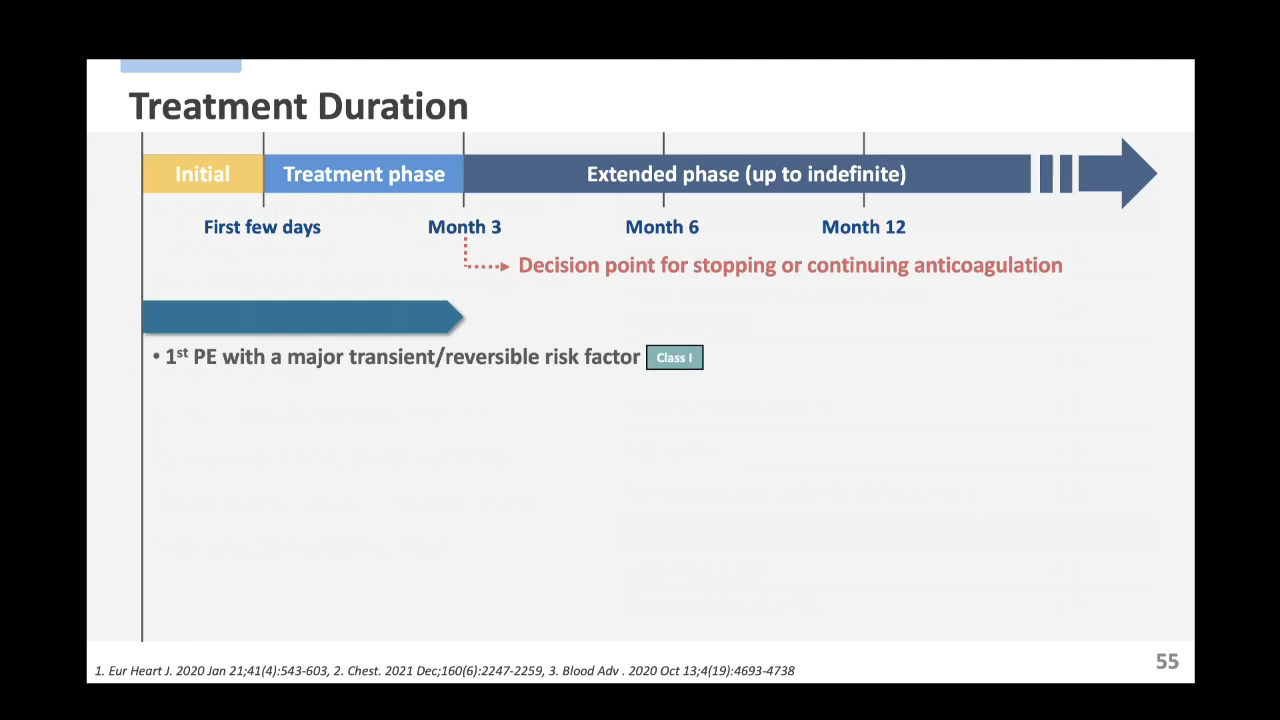 Treatment Duration
Initial
Treatment phase
Extended phase (up to indefinite)
First few days
Month 3
Month 6
Month 12
Decision point for stopping or continuing anticoagulation
• 1st PE with a major transient/reversible risk factor
Class I
1. Eur Heart J. 2020 Jan 21;41(4):543-603, 2. Chest. 2021 Dec;160(6):2247-2259, 3. Blood Adv . 2020 Oct 13;4(19):4693-4738
55